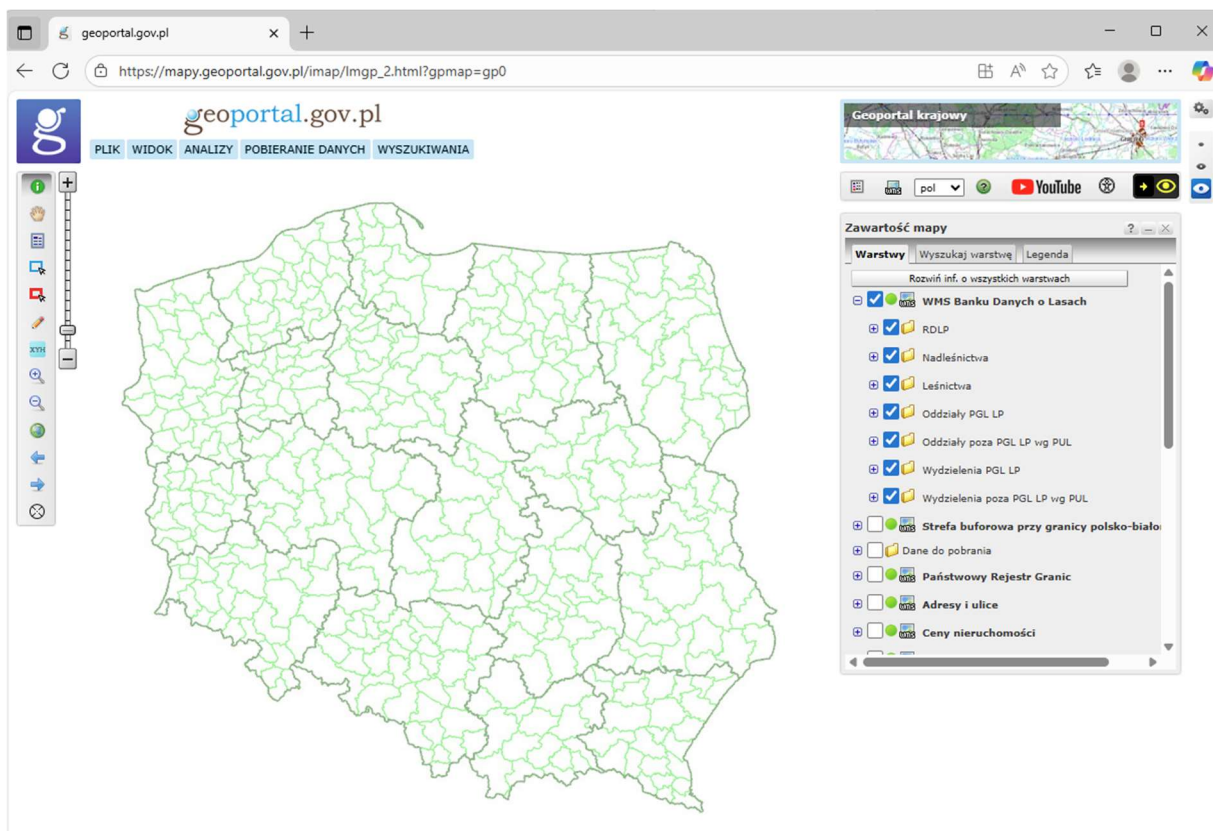 geoportal.gov.pl
https://mapy.geoportal.gov.pl/imap/Imgp_2.html?gpmap=gp0
geoportal.gov.pl
PLIK WIDOK ANALIZY POBIERANIE DANYCH WYSZUKIWANIA
Geoportal krajowy
pol YouTube
XYH
Zawartość mapy
Warstwy Wyszukaj warstwę Legenda
Rozwiń inf. o wszystkich warstwach
WMS Banku Danych o Lasach
RDLP
Nadleśnictwa
Leśnictwa
Oddziały PGL LP
Oddziały poza PGL LP wg PUL
Wydzielenia PGL LP
Wydzielenia poza PGL LP wg PUL
Strefa buforowa przy granicy polsko-biało
Dane do pobrania
Państwowy Rejestr Granic
Adresy i ulice
Ceny nieruchomości